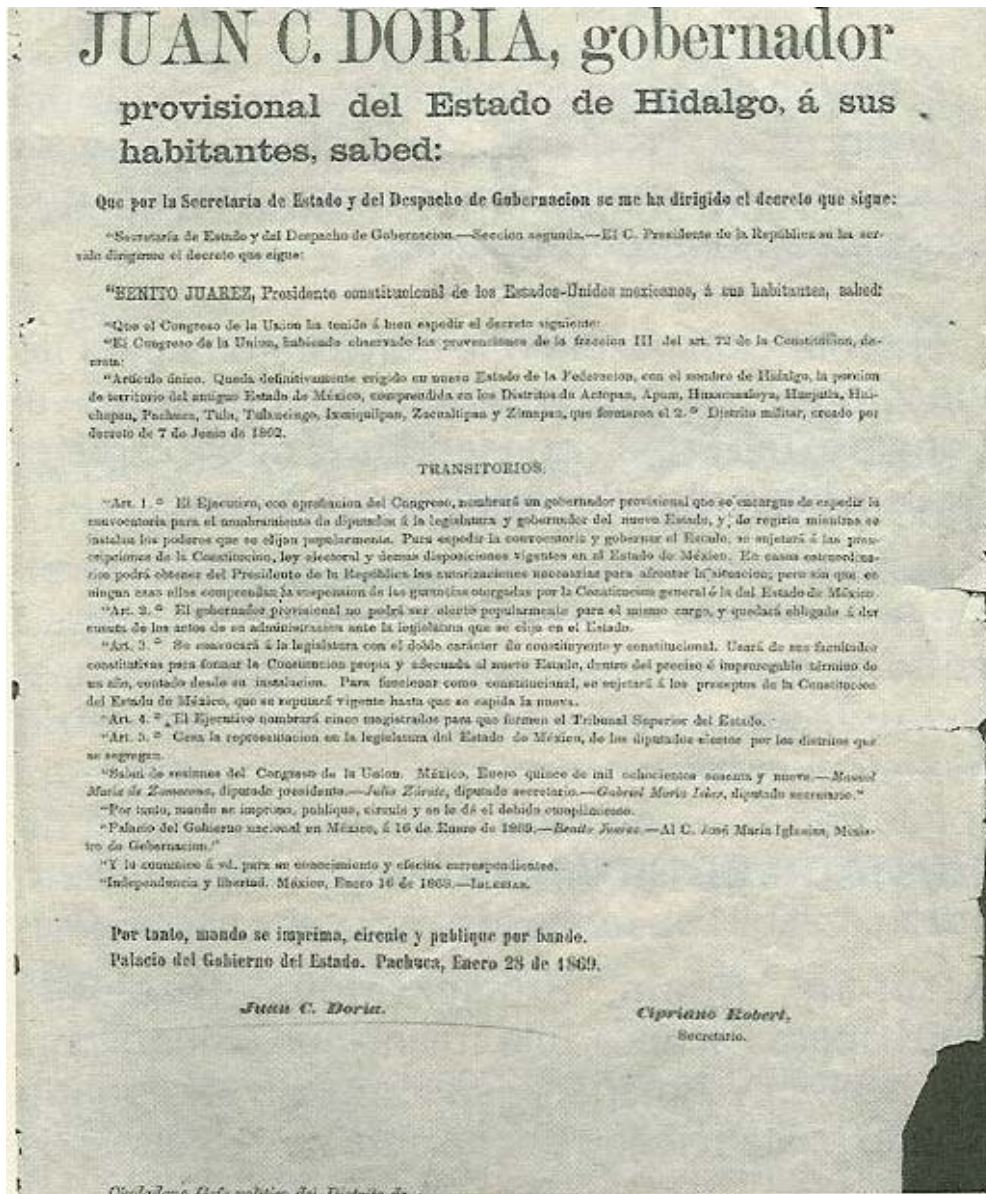 JUAN C. DORIA, gobernador
provisional del Estado de Hidalgo, á sus
habitantes, sabed:
Que por la Secretaría de Estado y del Despacho de Gobernacion se me ha dirigido el decreto que sigue:
"Secretaría de Estado y del Despacho de Gobernacion.—Seccion segunda.—El C. Presidente de la República se ha ser-
vido dirigirme el decreto que sigue:
"BENITO JUAREZ, Presidente constitucional de los Estados-Unidos mexicanos, á sus habitantes, sabed:
"Que el Congreso de la Union ha tenido á bien espedir el decreto siguiente:
"El Congreso de la Union, habiendo observado las prevenciones de la fraccion III del art. 72 de la Constitucion, de-
creta:
"Artículo único. Queda definitivamente erigido en nuevo Estado de la Federacion, con el nombre de Hidalgo, la porcion
de territorio del antiguo Estado de México, comprendida en los Distritos de Actopan, Apam, Huascasaloya, Huejutla, Hui-
chapan, Pachuca, Tula, Tulancingo, Ixmiquilpan, Zacualtipan y Zimapan, que formaron el 2.º Distrito militar, creado por
decreto de 7 de Junio de 1862.
TRANSITORIOS.
"Art. 1.º El Ejecutivo, con aprobacion del Congreso, nombrará un gobernador provisional que se encargue de espedir la
convocatoria para el nombramiento de diputados á la legislatura y gobernador del nuevo Estado, y de regirlo mientras se
instalan los poderes que se elijan popularmente. Para espedir la convocatoria y gobernar el Estado, se sujetará á las pres-
cripciones de la Constitucion, ley electoral y demas disposiciones vigentes en el Estado de México. En casos estraordina-
rios podrá obtener del Presidente de la República las autorizaciones necesarias para afrontar la situacion; pero sin que en
ningun caso ellas comprendan la suspension de las garantías otorgadas por la Constitucion general ó la del Estado de México.
"Art. 2.º El gobernador provisional no podrá ser electo popularmente para el mismo cargo, y quedará obligado á dar
cuenta de los actos de su administracion ante la legislatura que se elija en el Estado.
"Art. 3.º Se convocará á la legislatura con el doble carácter de constituyente y constitucional. Usará de sus facultades
constitutivas para formar la Constitucion propia y adecuada al nuevo Estado, dentro del preciso é improrogable término de
un año, contado desde su instalacion. Para funcionar como constitucional, se sujetará á los preceptos de la Constitucion
del Estado de México, que se reputará vigente hasta que se espida la nueva.
"Art. 4.º El Ejecutivo nombrará cinco magistrados para que formen el Tribunal Superior del Estado.
"Art. 5.º Cesa la representacion en la legislatura del Estado de México, de los diputados electos por los distritos que
se segregan.
"Salon de sesiones del Congreso de la Union. México, Enero quince de mil ochocientos sesenta y nueve.—Manuel
María de Zamacona, diputado presidente.—Julio Zárate, diputado secretario.—Gabriel María Islas, diputado secretario."
"Por tanto, mando se imprima, publique, circule y se le dé el debido cumplimiento.
"Palacio del Gobierno nacional en México, á 16 de Enero de 1869.—Benito Juarez.—Al C. José María Iglesias, Minis-
tro de Gobernacion."
"Y lo comunico á vd. para su conocimiento y efectos correspondientes.
"Independencia y libertad. México, Enero 16 de 1869.—IGLESIAS.
Por tanto, mando se imprima, circule y publique por bando.
Palacio del Gobierno del Estado. Pachuca, Enero 28 de 1869.
Juan C. Doria.
Cipriano Robert,
Secretario.
Ciudadano Gefe político del Distrito de